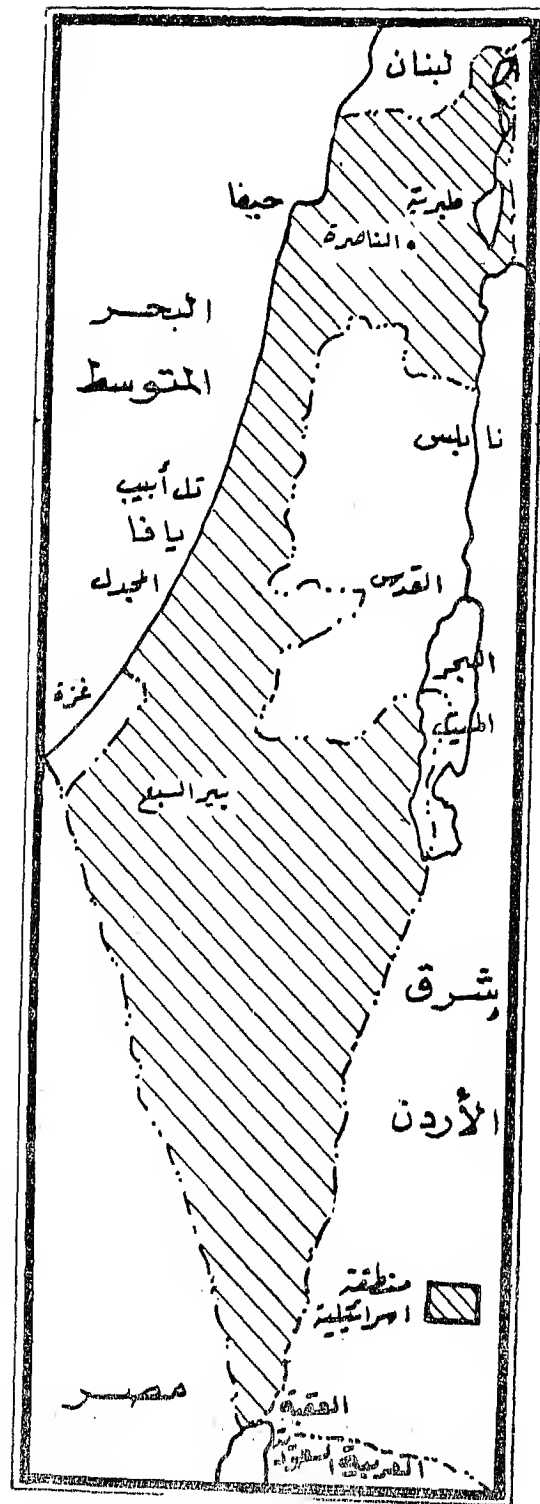 لبنان
حيفا
طبرية
الناصرة
البحر
المتوسط
نابلس
تل أبيب
يافا
المجدل
القدس
البحر
الميت
غزة
بير السبع
شرق
الأردن
منطقة
اسرائيلية
مصر
العقبة